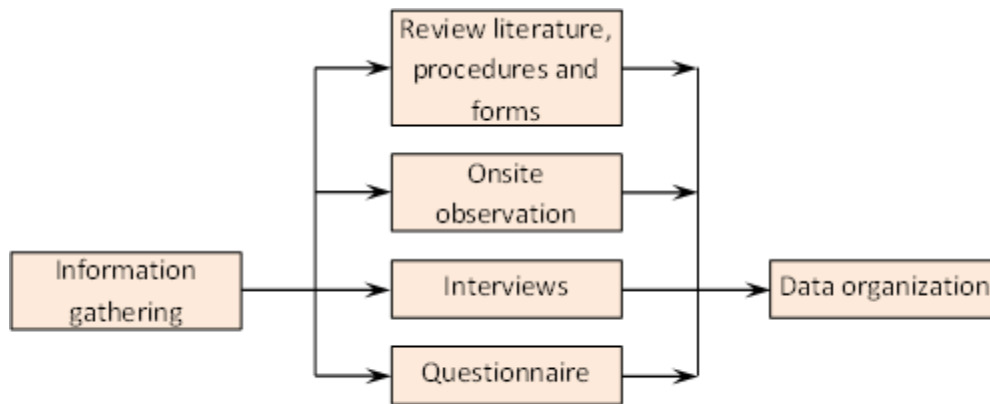 Review literature,
procedures and
forms
Onsite
observation
Information
gathering
Interviews
Data organization
Questionnaire